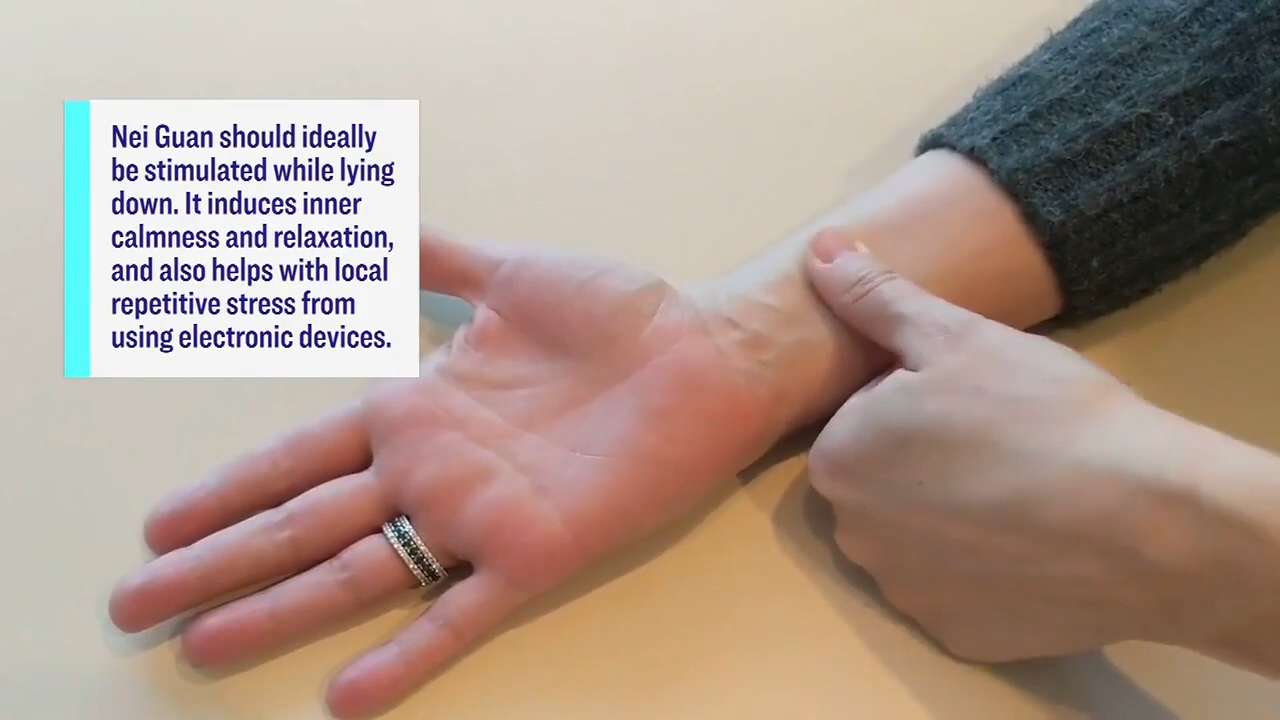 Nei Guan should ideally
be stimulated while lying
down. It induces inner
calmness and relaxation,
and also helps with local
repetitive stress from
using electronic devices.